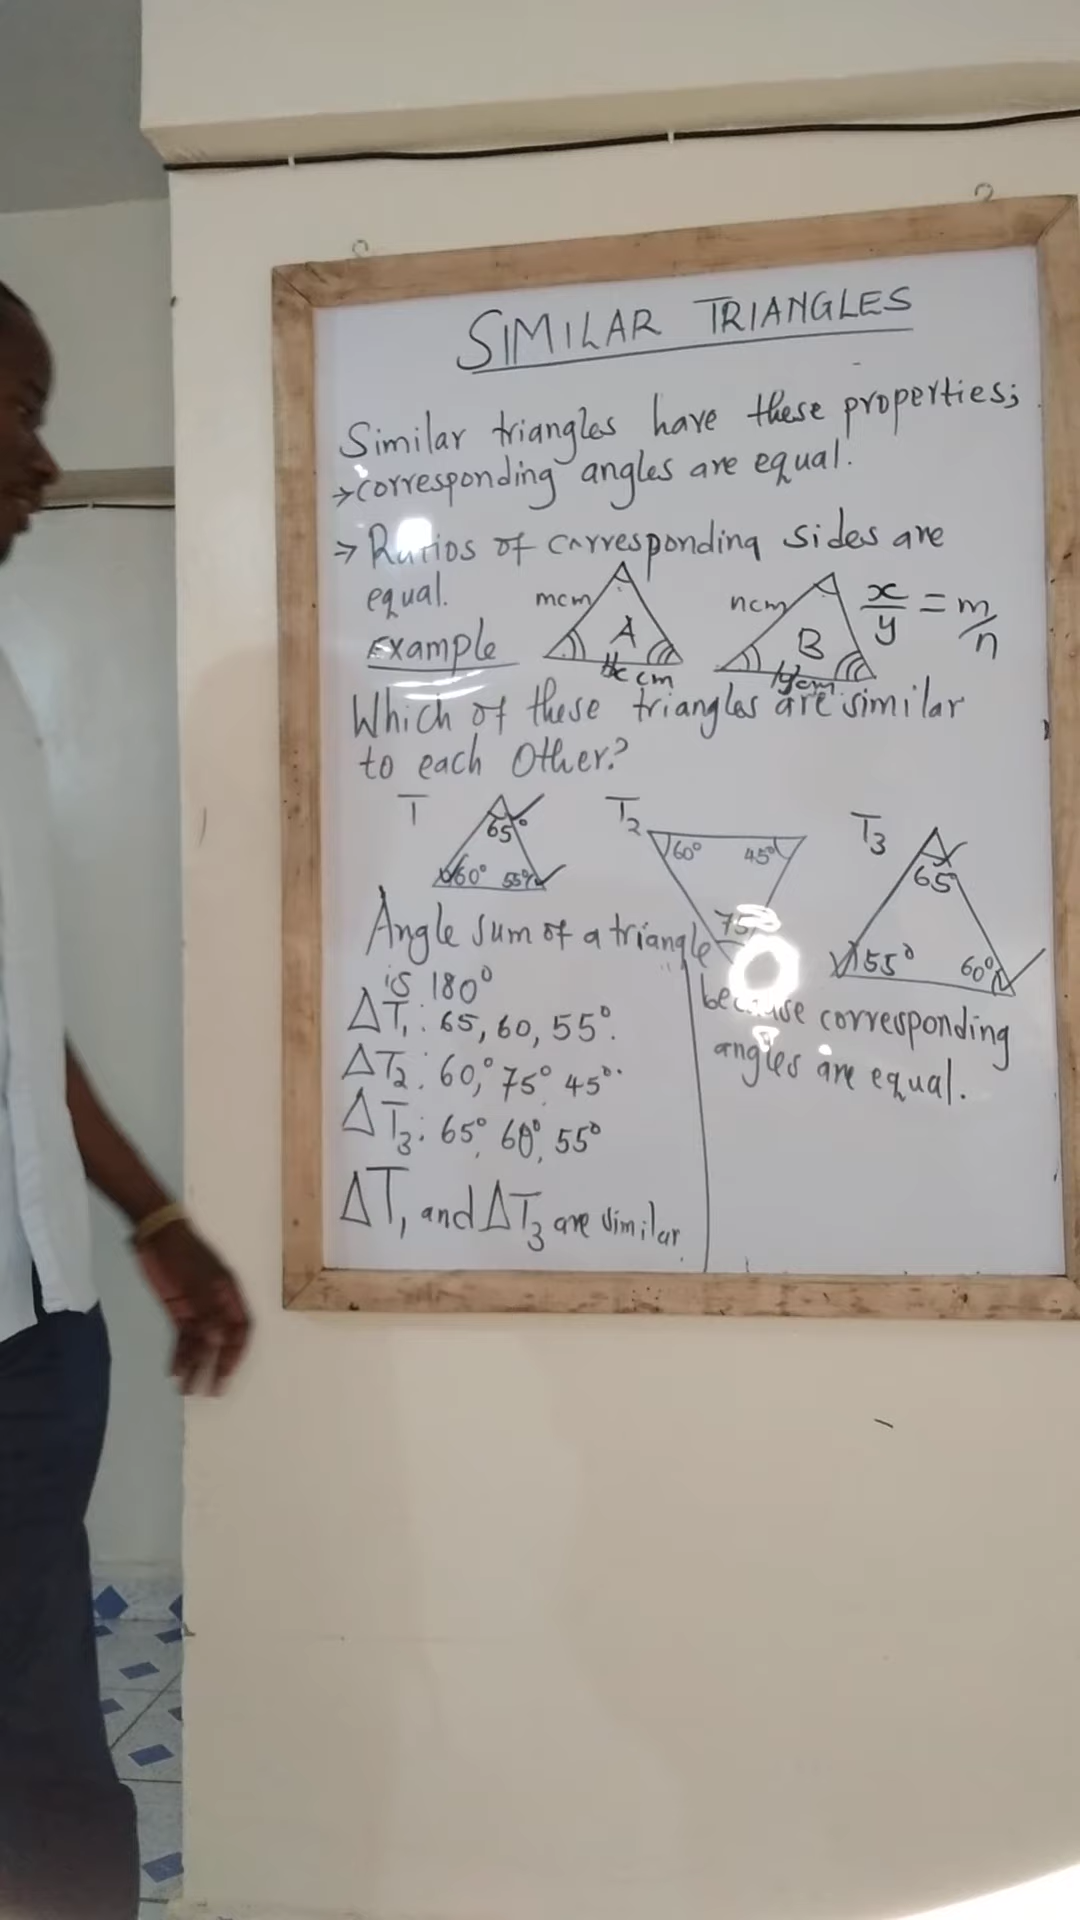 SIMILAR TRIANGLES
Similar triangles have these properties;
→corresponding angles are equal.
→ Ratios of corresponding sides are
equal.
mcm
A
x cm
ncm
B
ycm
x/y = m/n
Example
Which of these triangles are similar
to each Other?
T
65°
60° 55°
T2
60° 45°
75
T3
65
55° 60°
Angle sum of a triangle
is 180°
ΔT1: 65, 60, 55°.
ΔT2: 60,° 75° 45°.
ΔT3: 65°, 60°, 55°
ΔT1 and ΔT3 are similar
because corresponding
angles are equal.